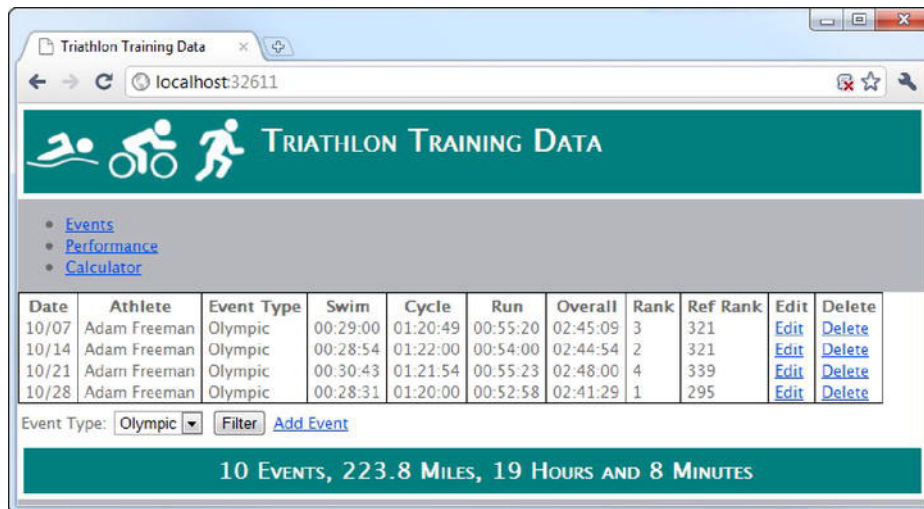 Triathlon Training Data
localhost:32611
TRIATHLON TRAINING DATA
Events
Performance
Calculator
Date Athlete Event Type Swim Cycle Run Overall Rank Ref Rank Edit Delete
10/07 Adam Freeman Olympic 00:29:00 01:20:49 00:55:20 02:45:09 3 321 Edit Delete
10/14 Adam Freeman Olympic 00:28:54 01:22:00 00:54:00 02:44:54 2 321 Edit Delete
10/21 Adam Freeman Olympic 00:30:43 01:21:54 00:55:23 02:48:00 4 339 Edit Delete
10/28 Adam Freeman Olympic 00:28:31 01:20:00 00:52:58 02:41:29 1 295 Edit Delete
Event Type: Olympic Filter Add Event
10 EVENTS, 223.8 MILES, 19 HOURS AND 8 MINUTES